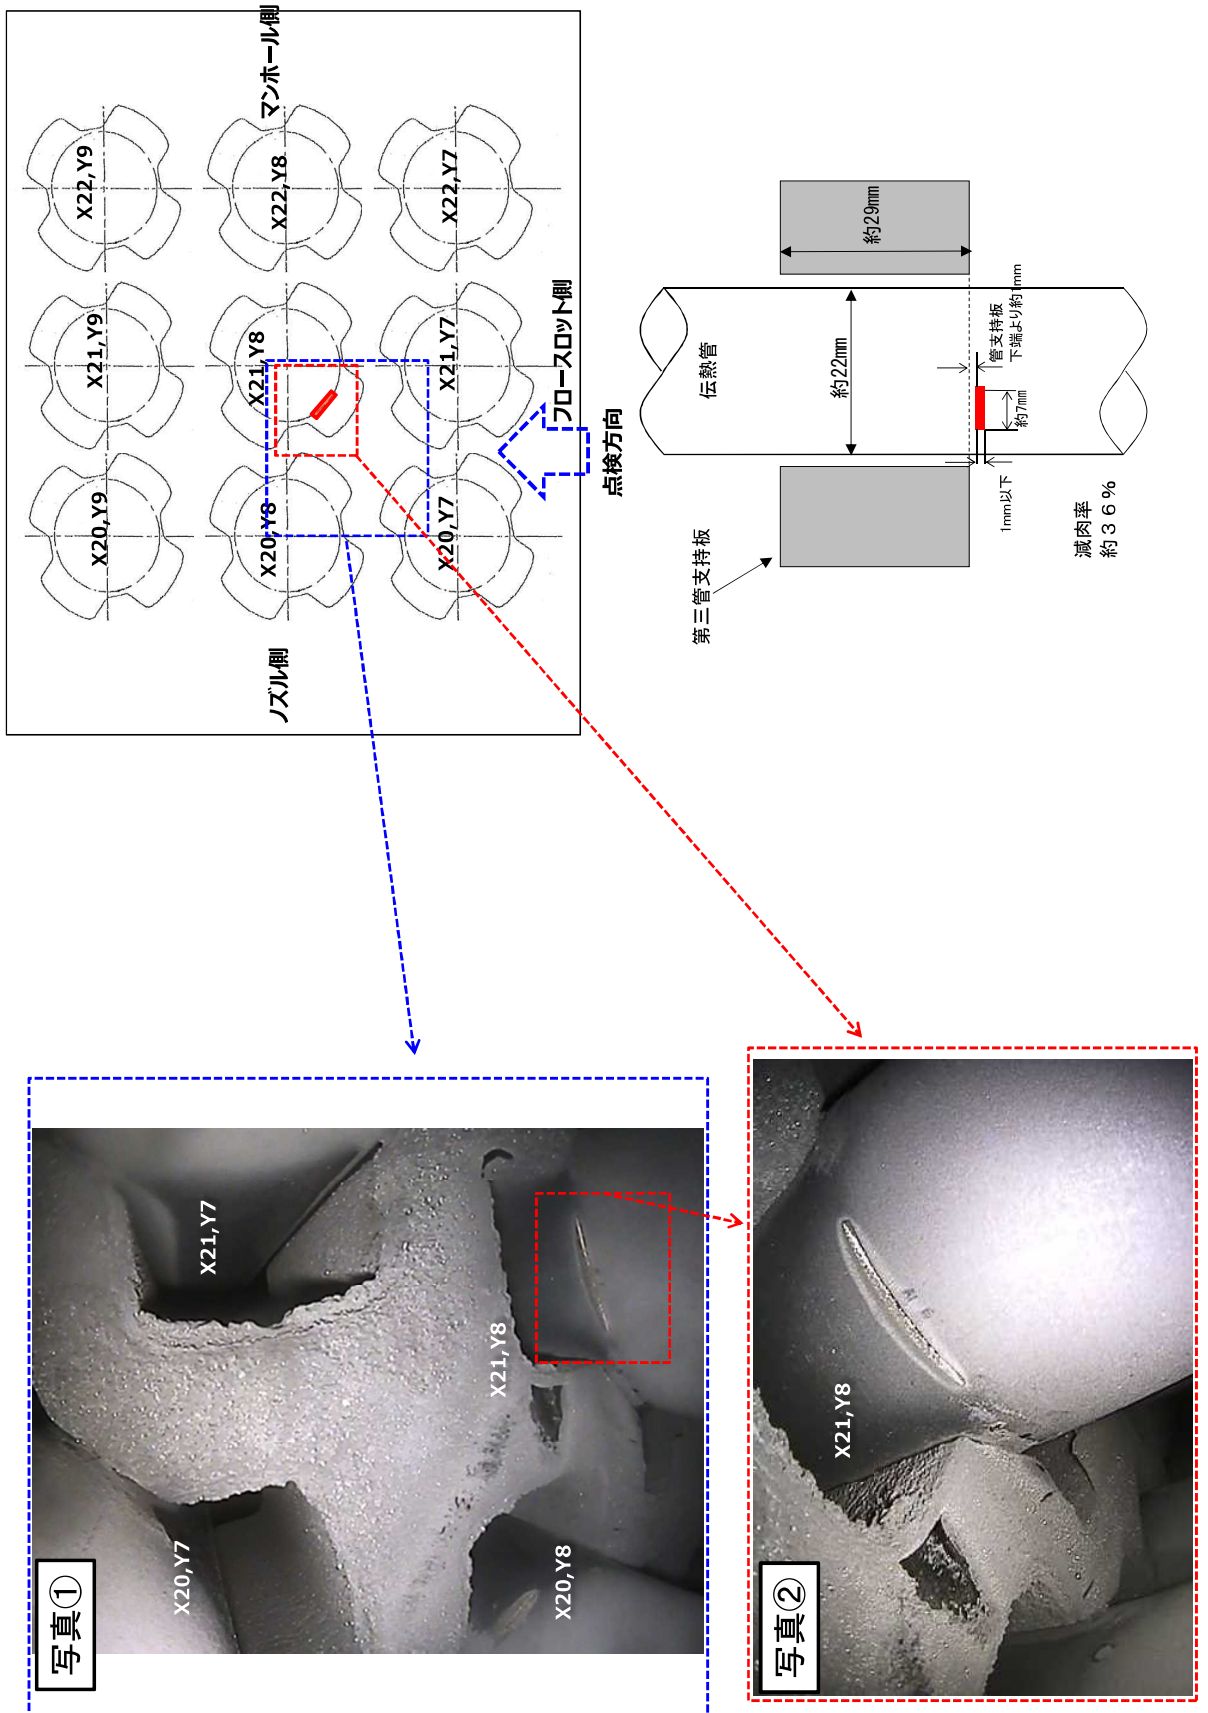 写真①
X20,Y7
X21,Y7
X20,Y8
X21,Y8
写真②
X21,Y8
ノズル側
マンホール側
X20,Y9
X21,Y9
X22,Y9
X20,Y8
X21,Y8
X22,Y8
X20,Y7
X21,Y7
X22,Y7
フロースロット側
点検方向
第三管支持板
伝熱管
約22mm
約29mm
管支持板
下端より約1mm
約7mm
1mm以下
減肉率
約36%